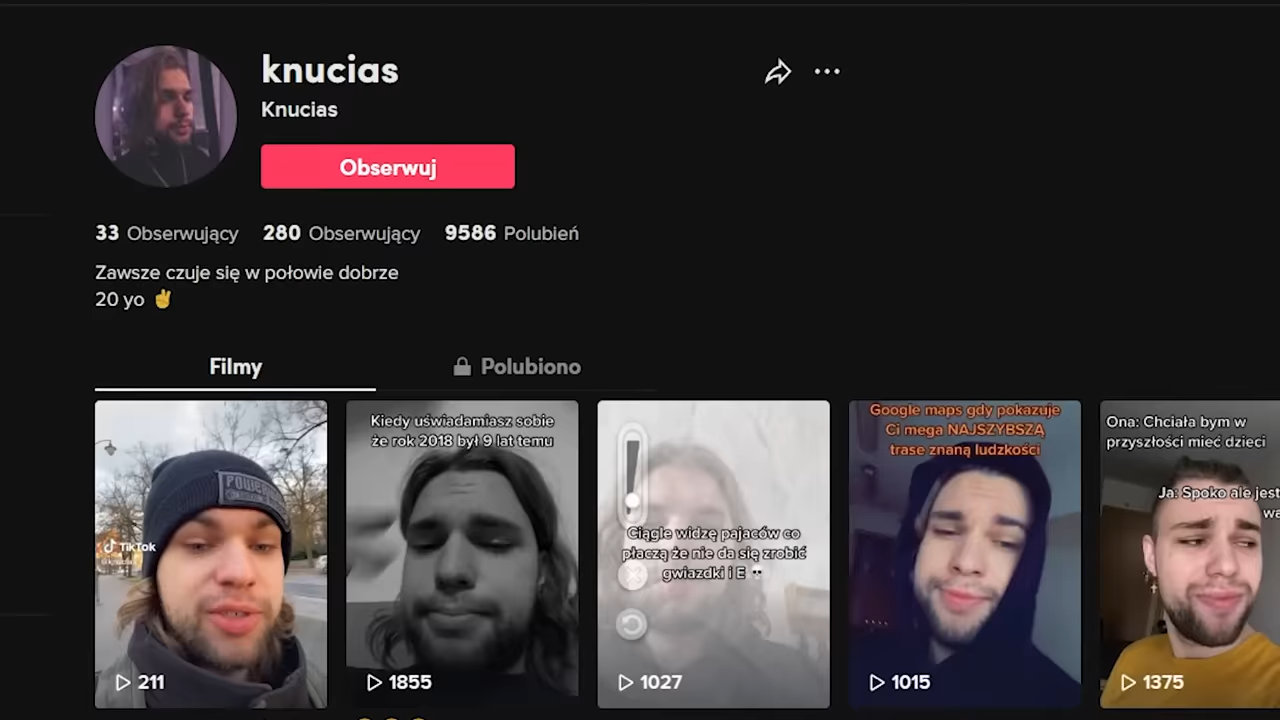 knucias
Knucias
Obserwuj
33 Obserwujący 280 Obserwujący 9586 Polubień
Zawsze czuje się w połowie dobrze
20 yo ✌️
Filmy
Polubiono
TikTok
211
Kiedy uświadamiasz sobie
że rok 2018 był 9 lat temu
1855
Ciągle widzę pajaców co
płaczą że nie da się zrobić
gwiazdki i E 💀
1027
Google maps gdy pokazuje
Ci mega NAJSZYBSZĄ
trase znaną ludzkości
1015
Ona: Chciała bym w
przyszłości mieć dzieci
Ja: Spoko ale jest
1375